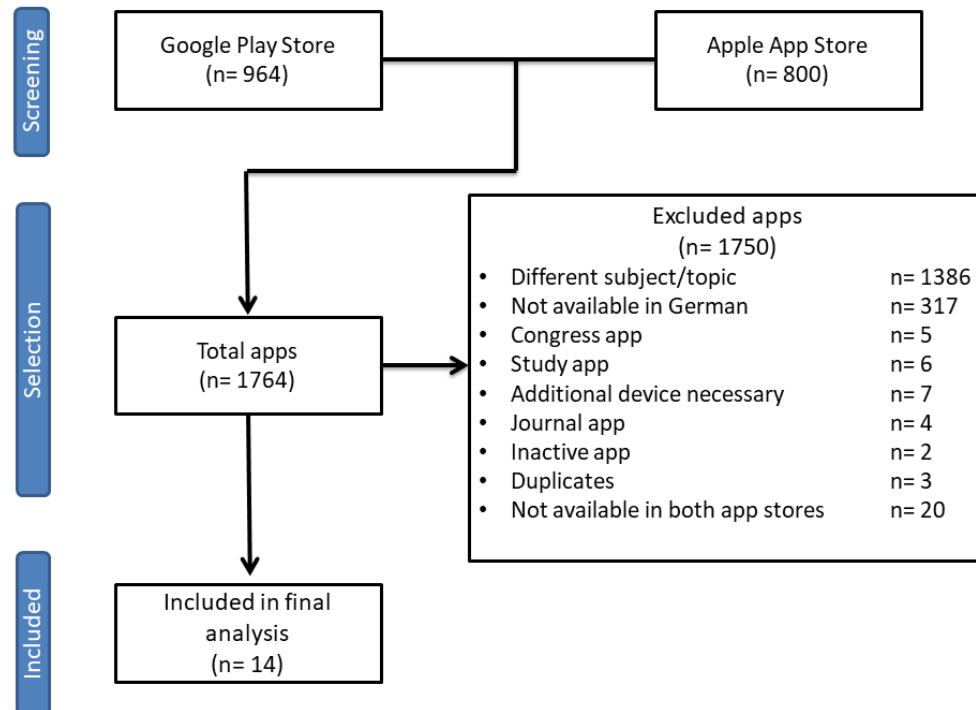 Screening
Google Play Store
(n= 964)
Apple App Store
(n= 800)
Selection
Total apps
(n= 1764)
Excluded apps
(n= 1750)
• Different subject/topic n= 1386
• Not available in German n= 317
• Congress app n= 5
• Study app n= 6
• Additional device necessary n= 7
• Journal app n= 4
• Inactive app n= 2
• Duplicates n= 3
• Not available in both app stores n= 20
Included
Included in final
analysis
(n= 14)